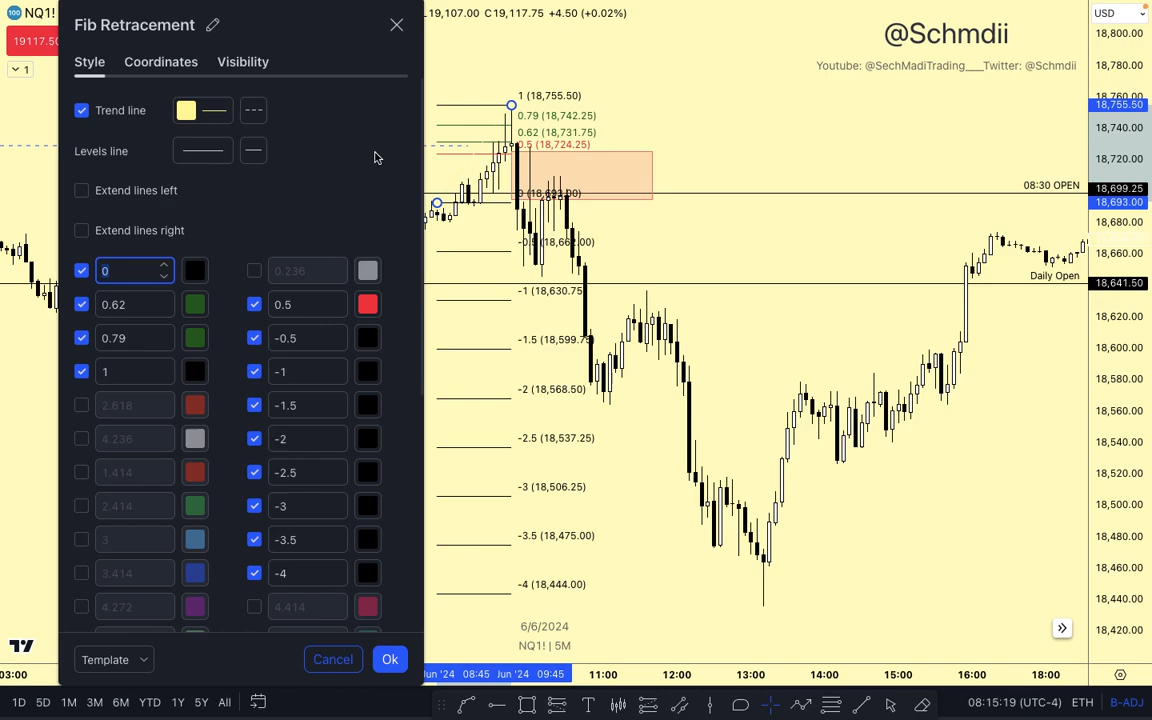 100 NQ1!
19117.50
1
Fib Retracement
Style Coordinates Visibility
Trend line
Levels line
Extend lines left
Extend lines right
0 0.236
0.62 0.5
0.79 -0.5
1 -1
2.618 -1.5
4.236 -2
1.414 -2.5
2.414 -3
3 -3.5
3.414 -4
4.272 4.414
Template Cancel Ok
L19,107.00 C19,117.75 +4.50 (+0.02%)
@Schmdii
Youtube: @SechMadiTrading___Twitter: @Schmdii
1 (18,755.50)
0.79 (18,742.25)
0.62 (18,731.75)
0.5 (18,724.25)
0 (18,693.00)
-0.5 (18,662.00)
-1 (18,630.75)
-1.5 (18,599.75)
-2 (18,568.50)
-2.5 (18,537.25)
-3 (18,506.25)
-3.5 (18,475.00)
-4 (18,444.00)
08:30 OPEN
Daily Open
6/6/2024
NQ1! | 5M
USD
18,800.00
18,780.00
18,760.00
18,755.50
18,740.00
18,720.00
18,699.25
18,693.00
18,680.00
18,660.00
18,641.50
18,620.00
18,600.00
18,580.00
18,560.00
18,540.00
18,520.00
18,500.00
18,480.00
18,460.00
18,440.00
18,420.00
03:00 Jun '24 08:45 Jun '24 09:45 11:00 12:00 13:00 14:00 15:00 16:00 17:00 18:00
1D 5D 1M 3M 6M YTD 1Y 5Y All
08:15:19 (UTC-4) ETH B-ADJ